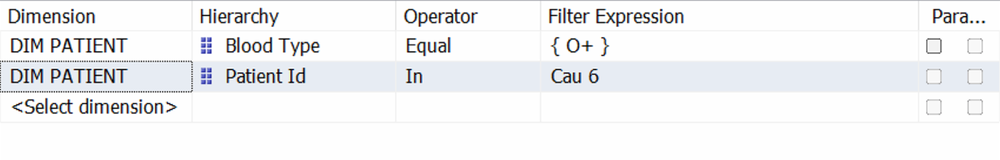 Dimension Hierarchy Operator Filter Expression Para...
DIM PATIENT Blood Type Equal { O+ }
DIM PATIENT Patient Id In Cau 6
<Select dimension>